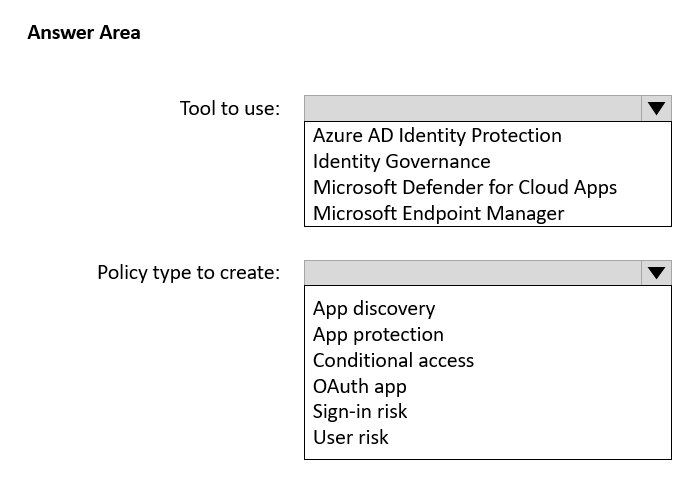 Answer Area
Tool to use:
Azure AD Identity Protection
Identity Governance
Microsoft Defender for Cloud Apps
Microsoft Endpoint Manager
Policy type to create:
App discovery
App protection
Conditional access
OAuth app
Sign-in risk
User risk